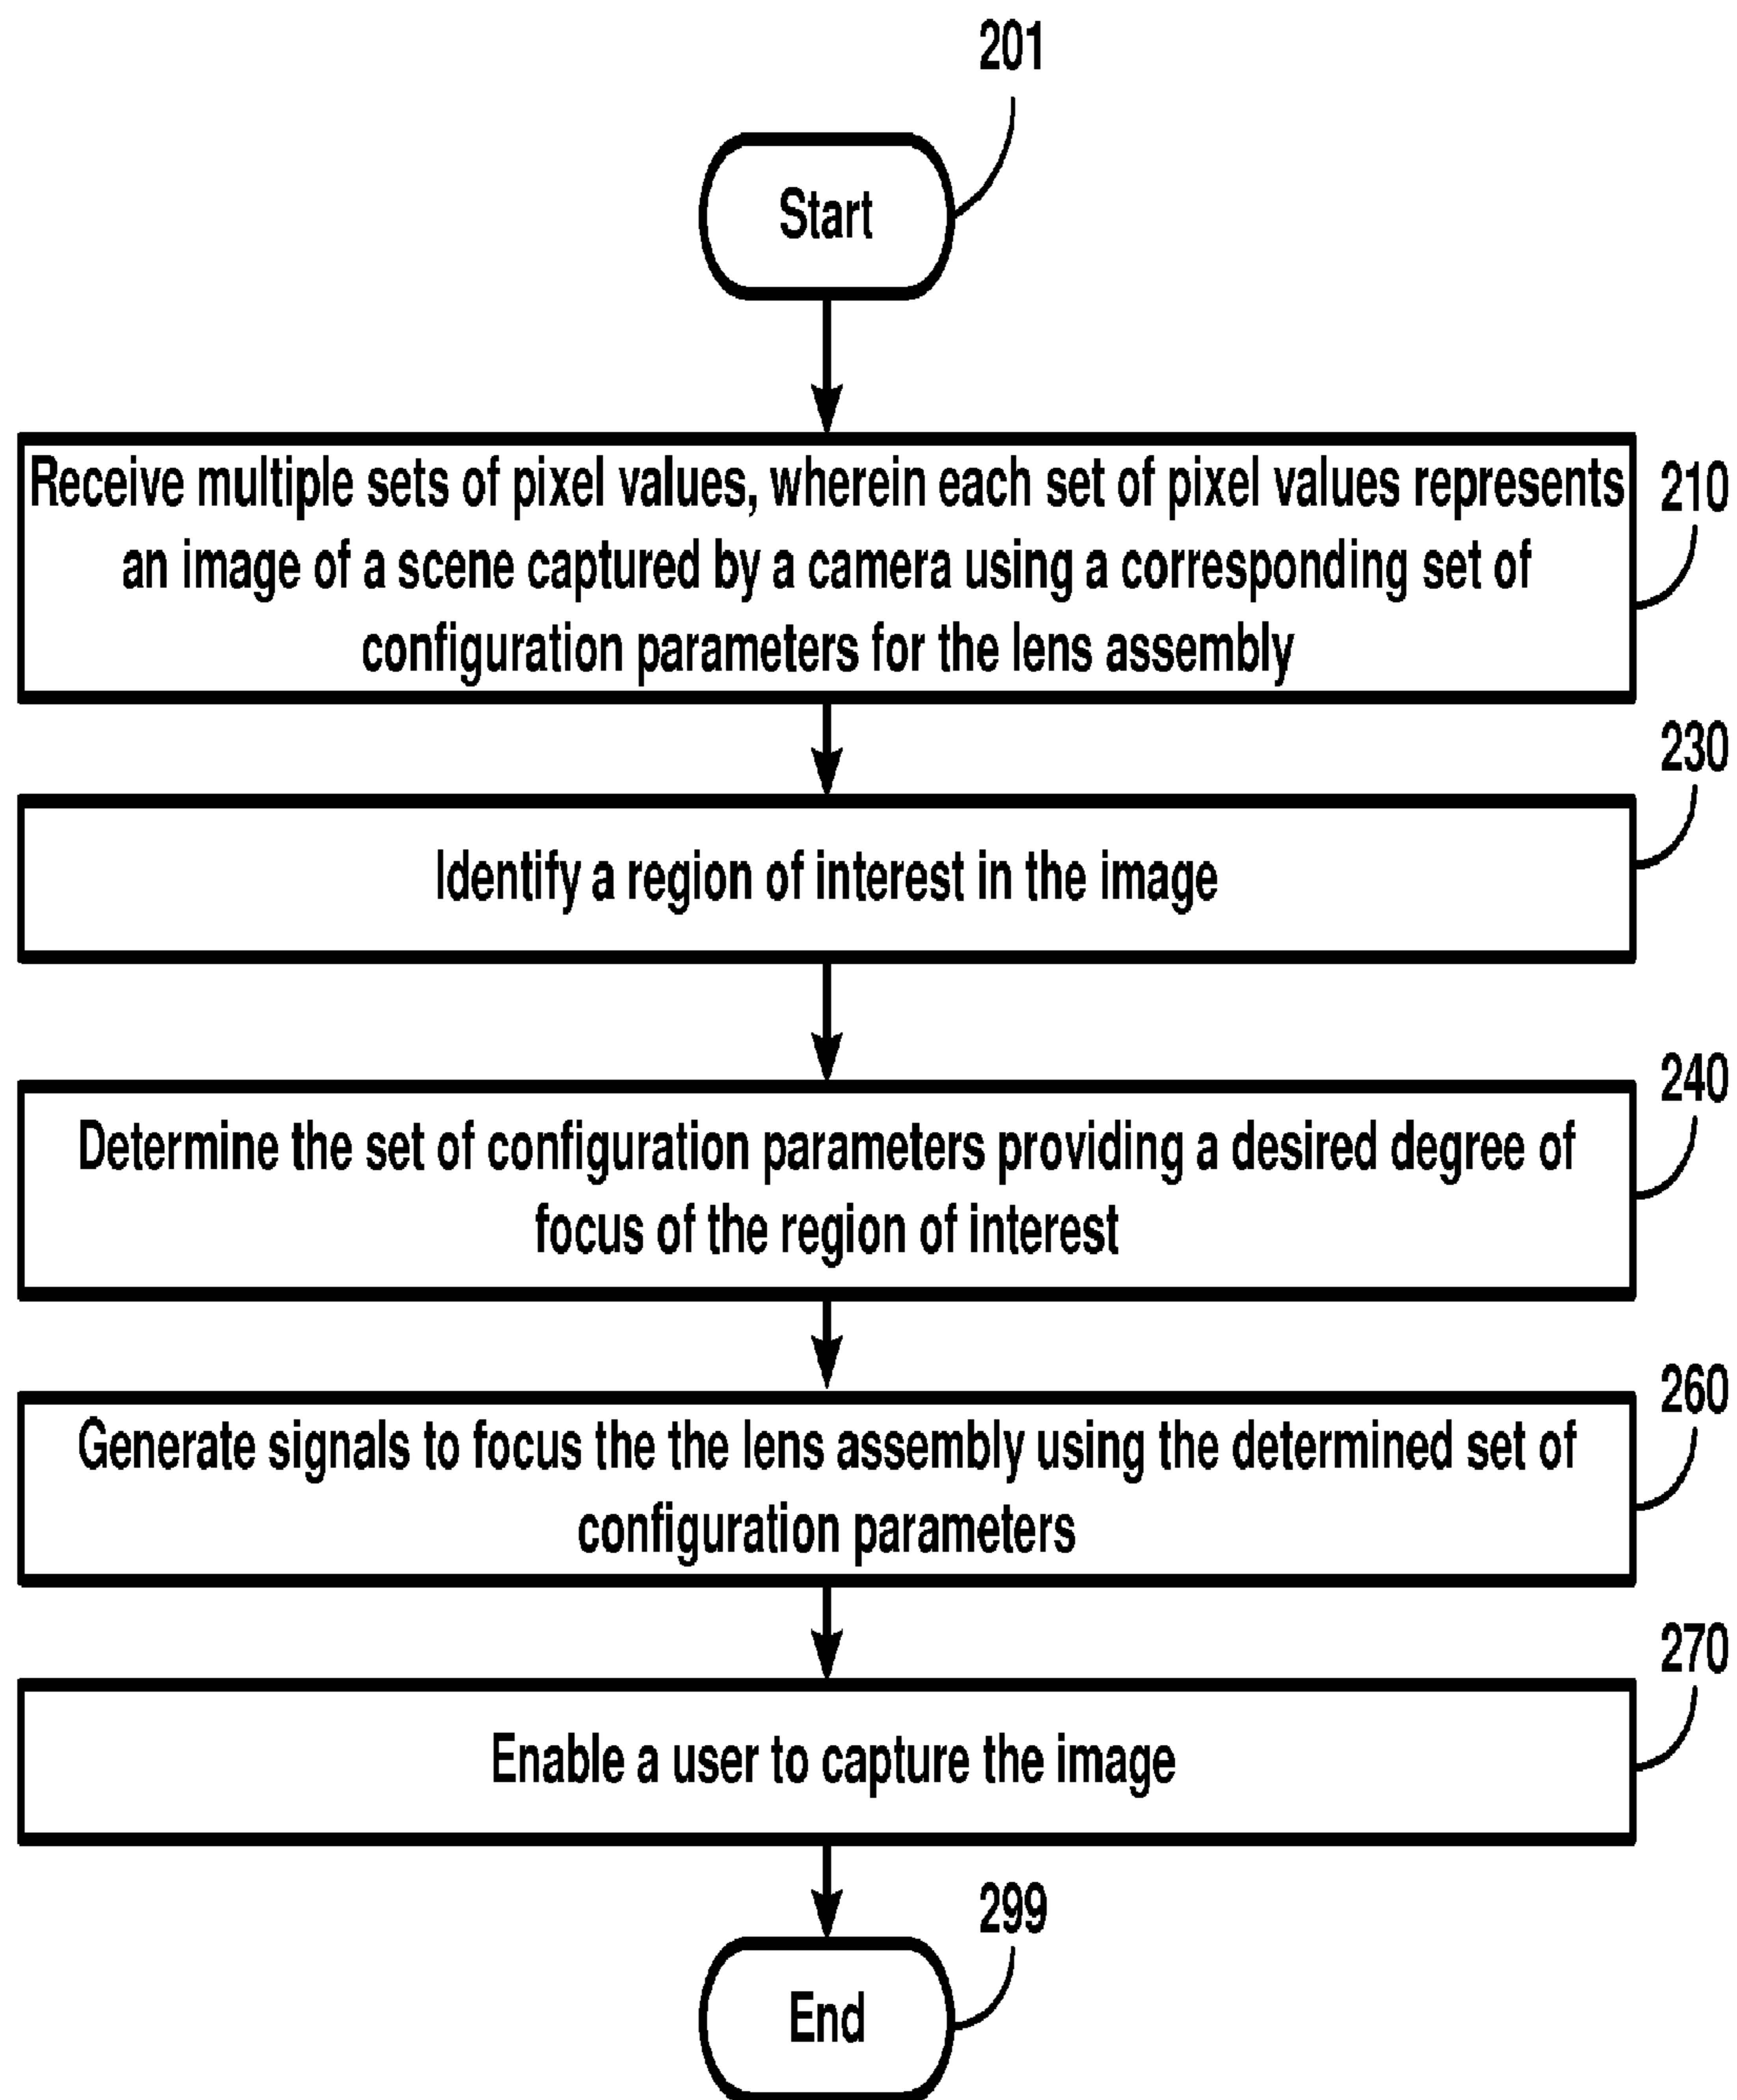 201
Start
Receive multiple sets of pixel values, wherein each set of pixel values represents
210
an image of a scene captured by a camera using a corresponding set of
configuration parameters for the lens assembly
230
Identify a region of interest in the image
240
Determine the set of configuration parameters providing a desired degree of
focus of the region of interest
260
Generate signals to focus the the lens assembly using the determined set of
configuration parameters
270
Enable a user to capture the image
299
End